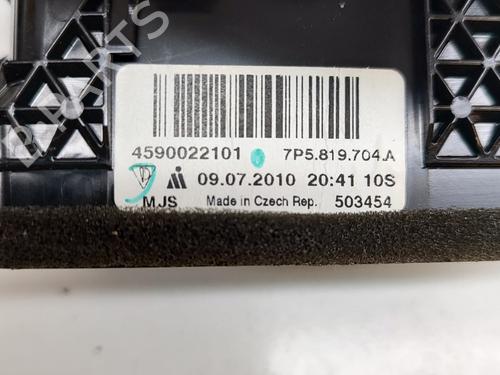 B-PARTS
4590022101 7P5.819.704.A
09.07.2010 20:41 10S
MJS Made in Czech Rep. 503454